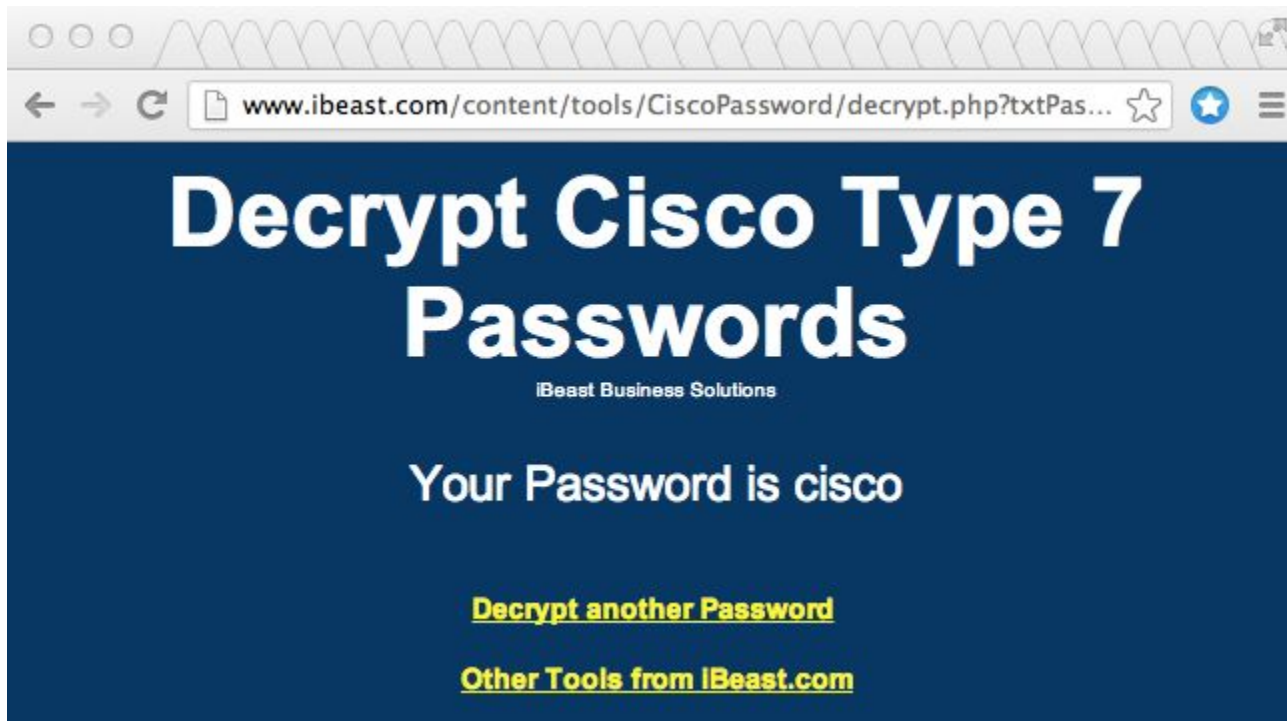 www.ibeast.com/content/tools/CiscoPassword/decrypt.php?txtPas...
Decrypt Cisco Type 7
Passwords
iBeast Business Solutions
Your Password is cisco
Decrypt another Password
Other Tools from iBeast.com